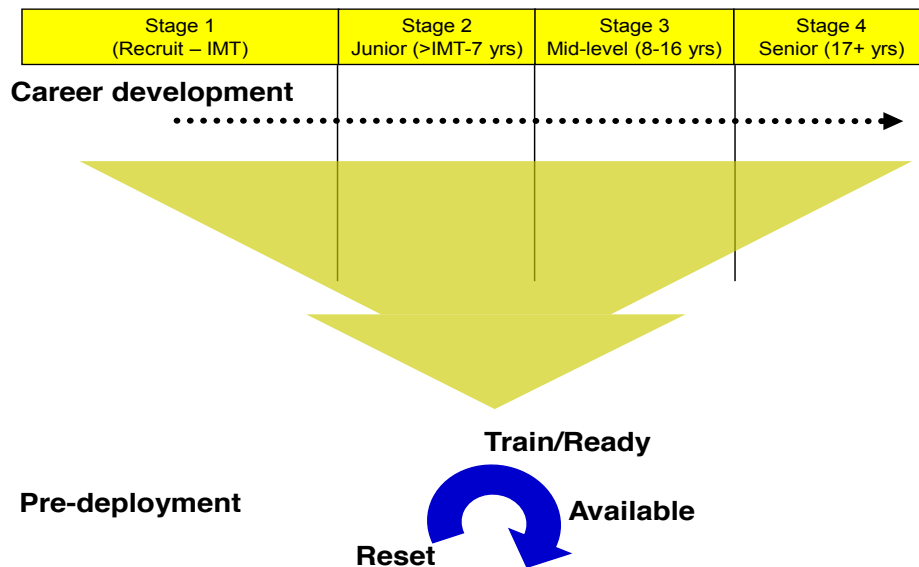 Stage 1
(Recruit – IMT)
Stage 2
Junior (>IMT-7 yrs)
Stage 3
Mid-level (8-16 yrs)
Stage 4
Senior (17+ yrs)
Career development
Train/Ready
Pre-deployment
Available
Reset